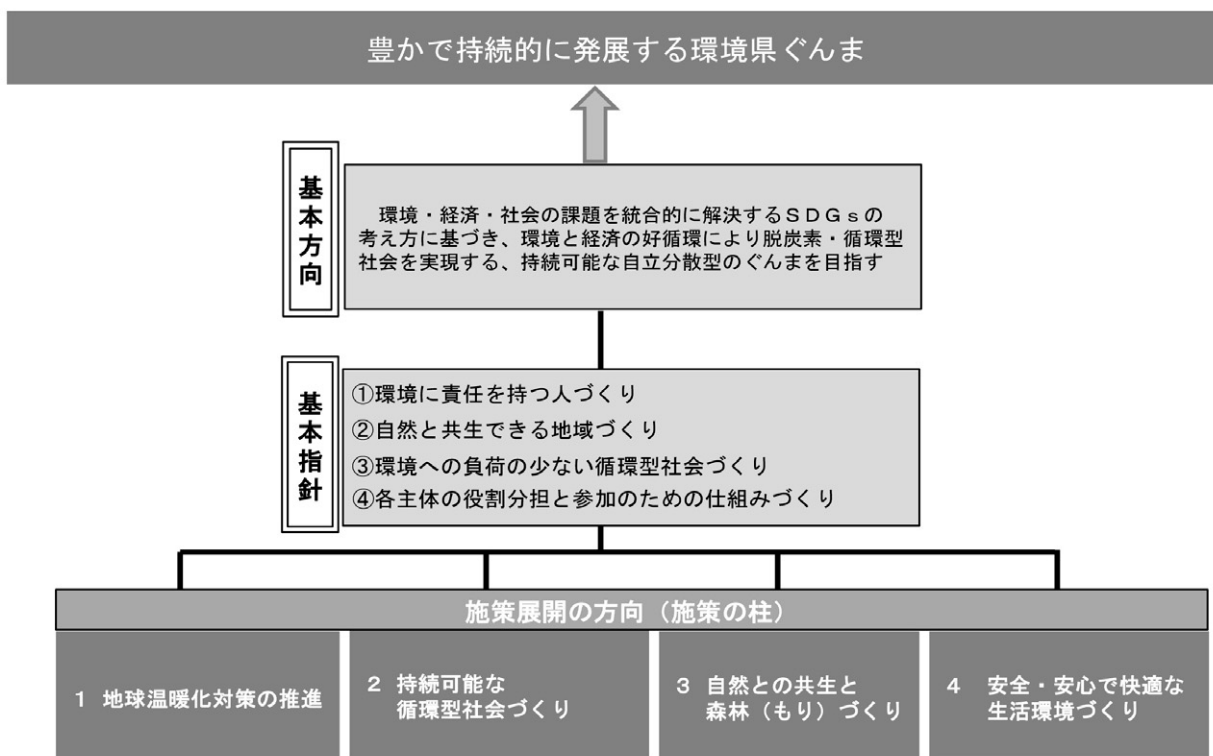 豊かで持続的に発展する環境県ぐんま
基本方向
環境・経済・社会の課題を統合的に解決するＳＤＧｓの
考え方に基づき、環境と経済の好循環により脱炭素・循環型
社会を実現する、持続可能な自立分散型のぐんまを目指す
基本指針
①環境に責任を持つ人づくり
②自然と共生できる地域づくり
③環境への負荷の少ない循環型社会づくり
④各主体の役割分担と参加のための仕組みづくり
施策展開の方向（施策の柱）
１ 地球温暖化対策の推進
２ 持続可能な
循環型社会づくり
３ 自然との共生と
森林（もり）づくり
４ 安全・安心で快適な
生活環境づくり